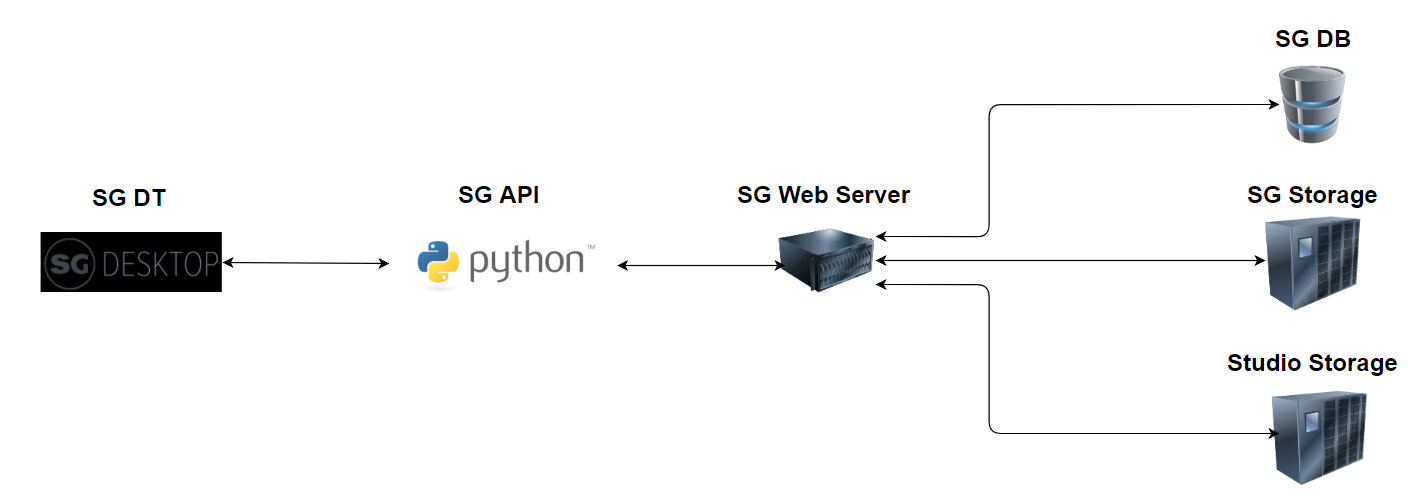 SG DB
SG DT
SG API
SG Web Server
SG Storage
SG DESKTOP
python™
Studio Storage